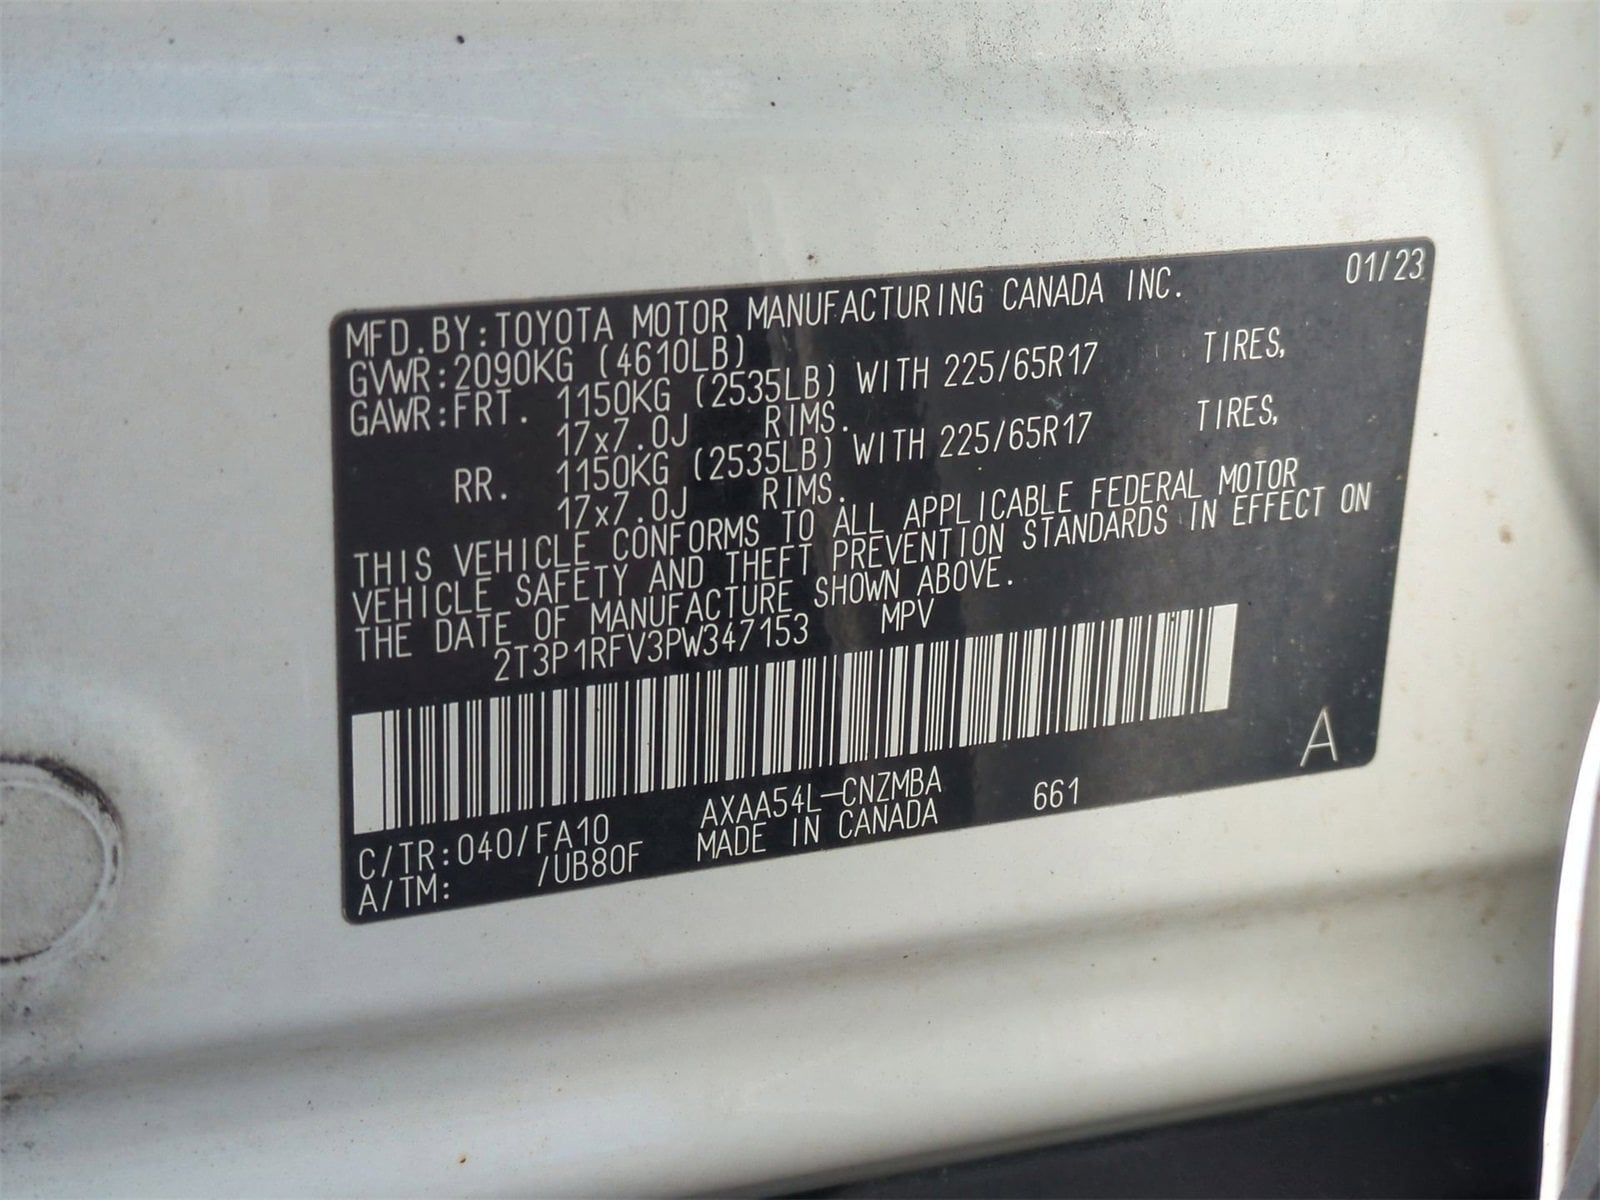 01/23
MFD.BY:TOYOTA MOTOR MANUFACTURING CANADA INC.
GVWR:2090KG (4610LB)
GAWR:FRT. 1150KG (2535LB) WITH 225/65R17 TIRES,
17x7.0J RIMS.
RR. 1150KG (2535LB) WITH 225/65R17 TIRES,
17x7.0J RIMS.
THIS VEHICLE CONFORMS TO ALL APPLICABLE FEDERAL MOTOR
VEHICLE SAFETY AND THEFT PREVENTION STANDARDS IN EFFECT ON
THE DATE OF MANUFACTURE SHOWN ABOVE.
2T3P1RFV3PW347153 MPV
A
C/TR:040/FA10 AXAA54L-CNZMBA 661
A/TM: /UB80F MADE IN CANADA